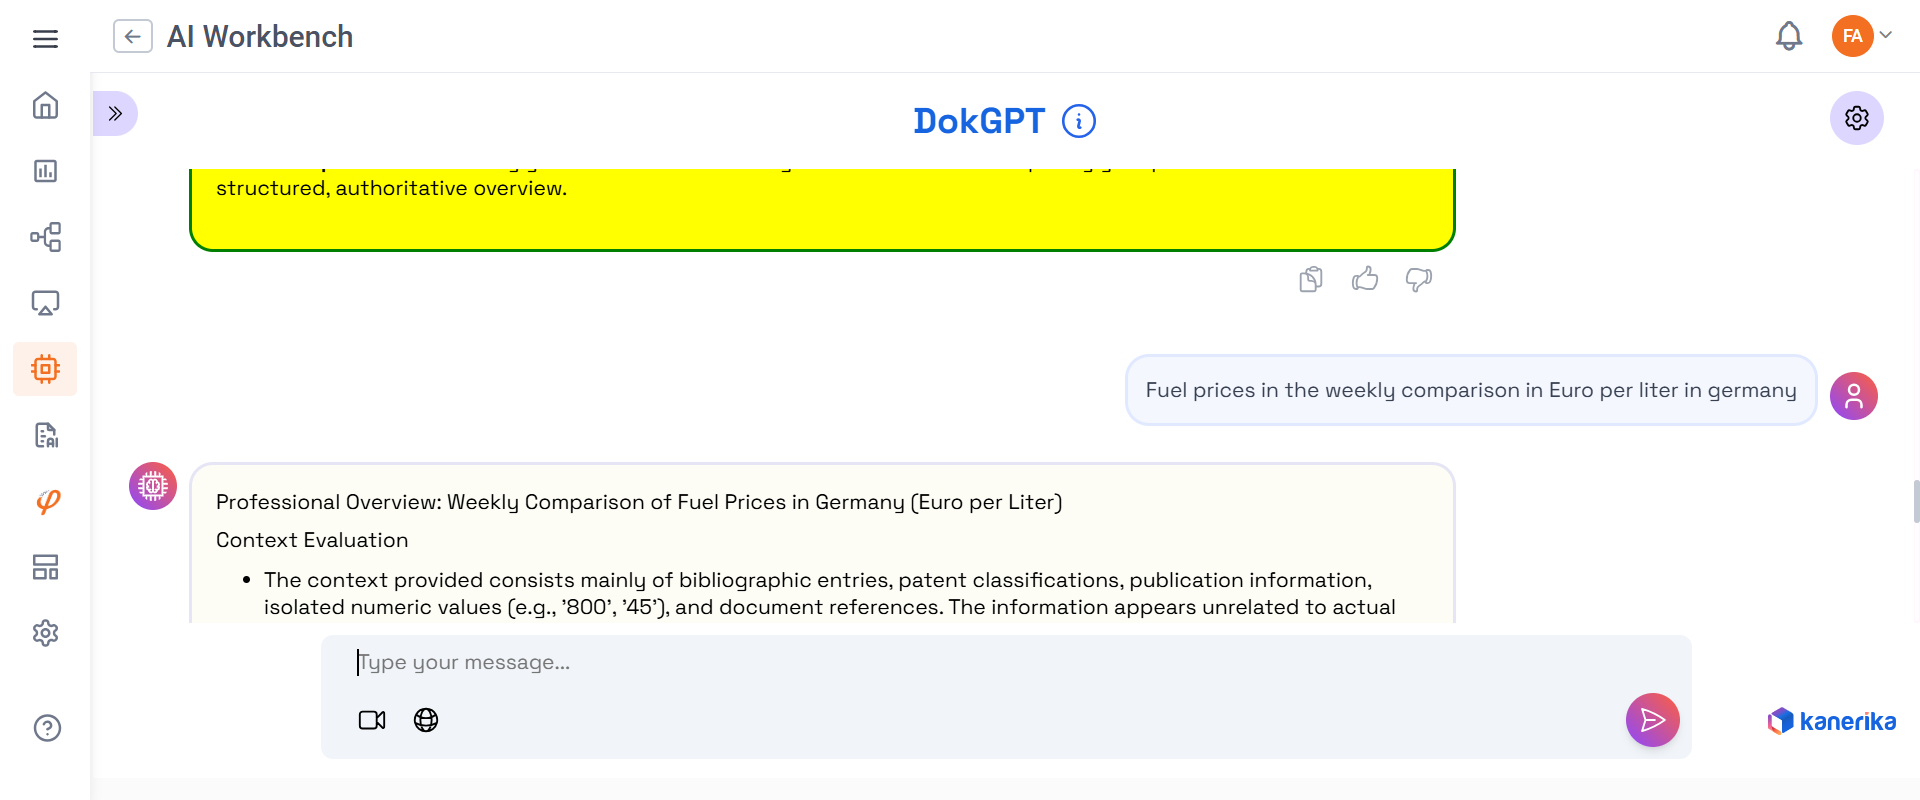 AI Workbench
FA
DokGPT
structured, authoritative overview.
Fuel prices in the weekly comparison in Euro per liter in germany
Professional Overview: Weekly Comparison of Fuel Prices in Germany (Euro per Liter)
Context Evaluation
• The context provided consists mainly of bibliographic entries, patent classifications, publication information,
isolated numeric values (e.g., '800', '45'), and document references. The information appears unrelated to actual
Type your message...
kanerika